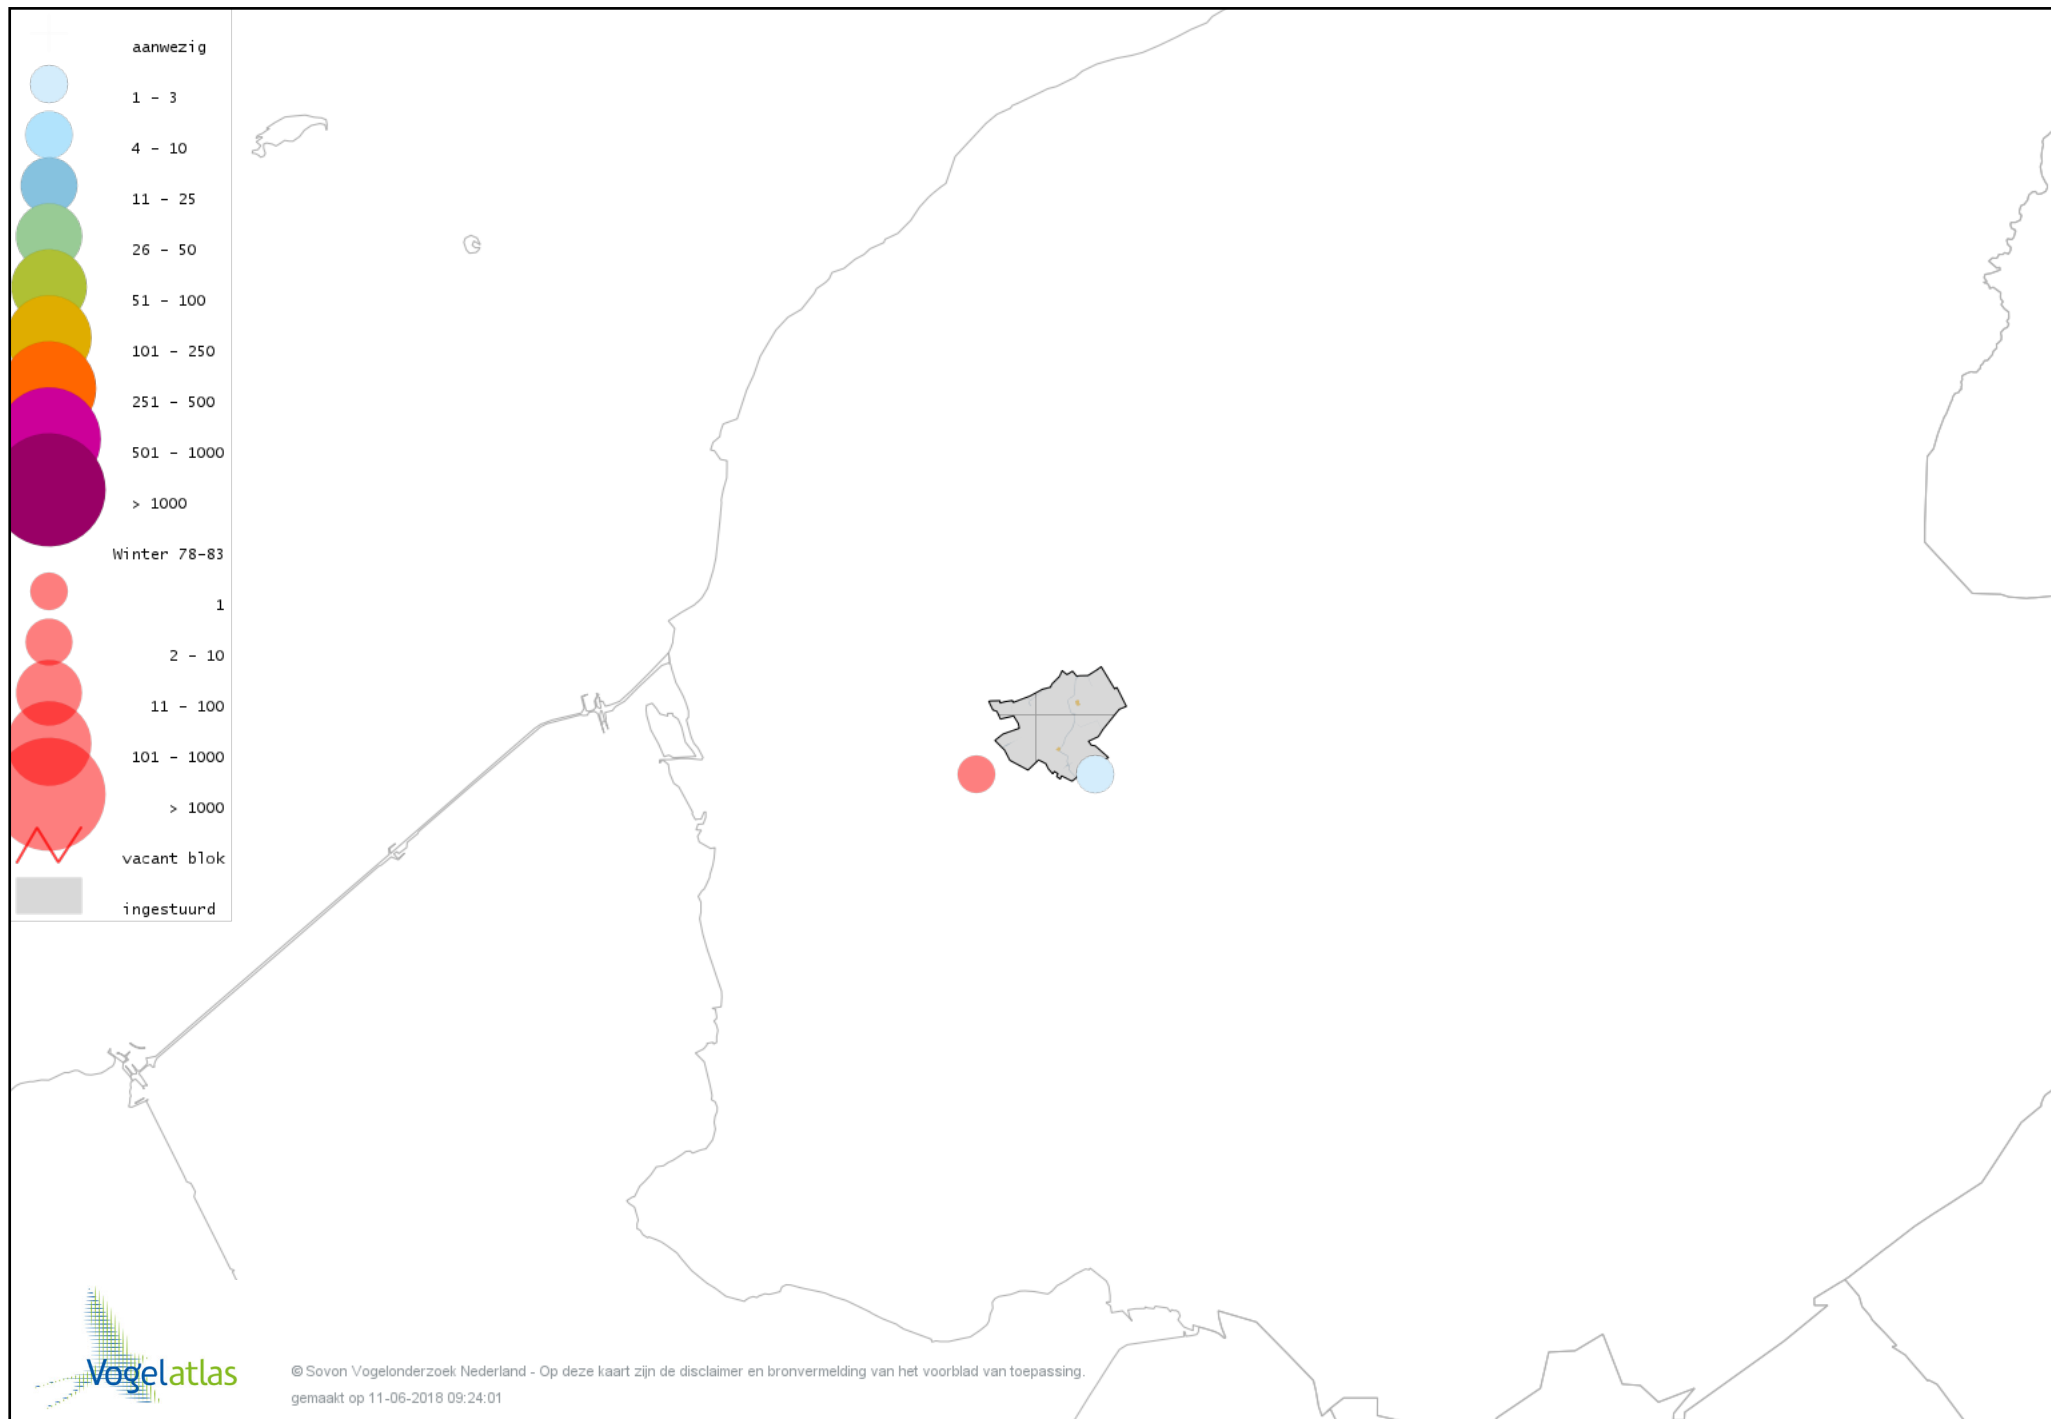 aanwezig
1 - 3
4 - 10
11 - 25
26 - 50
51 - 100
101 - 250
251 - 500
501 - 1000
> 1000
Winter 78-83
1
2 - 10
11 - 100
101 - 1000
> 1000
vacant blok
ingestuurd
Vogelatlas
© Sovon Vogelonderzoek Nederland - Op deze kaart zijn de disclaimer en bronvermelding van het voorblad van toepassing.
gemaakt op 11-06-2018 09:24:01